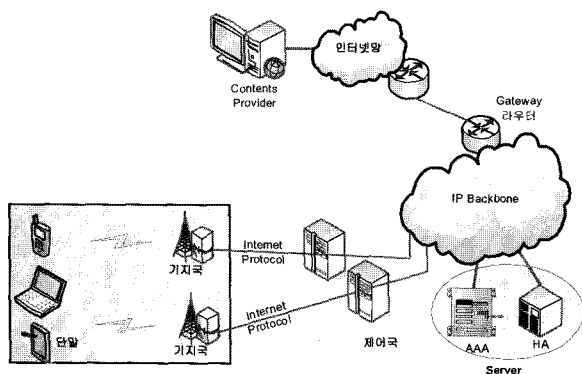 인터넷망
Contents
Provider
Gateway
라우터
IP Backbone
Internet
Protocol
기지국
Internet
Protocol
단말
기지국
제어국
AAA
HA
Server